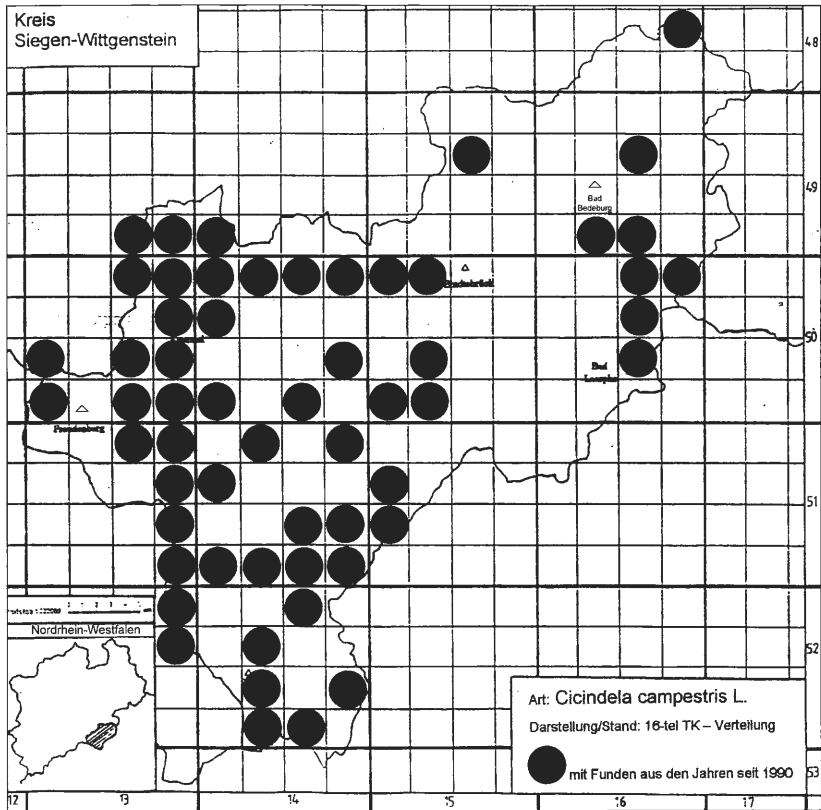 Kreis
Siegen-Wittgenstein
48
49
Bad
Bedeburg
50
Bad
Freudenburg
51
Nordrhein-Westfalen
52
Art: Cicindela campestris L.
Darstellung/Stand: 16-tel TK – Verteilung
mit Funden aus den Jahren seit 1990
53
12
13
14
15
16
17